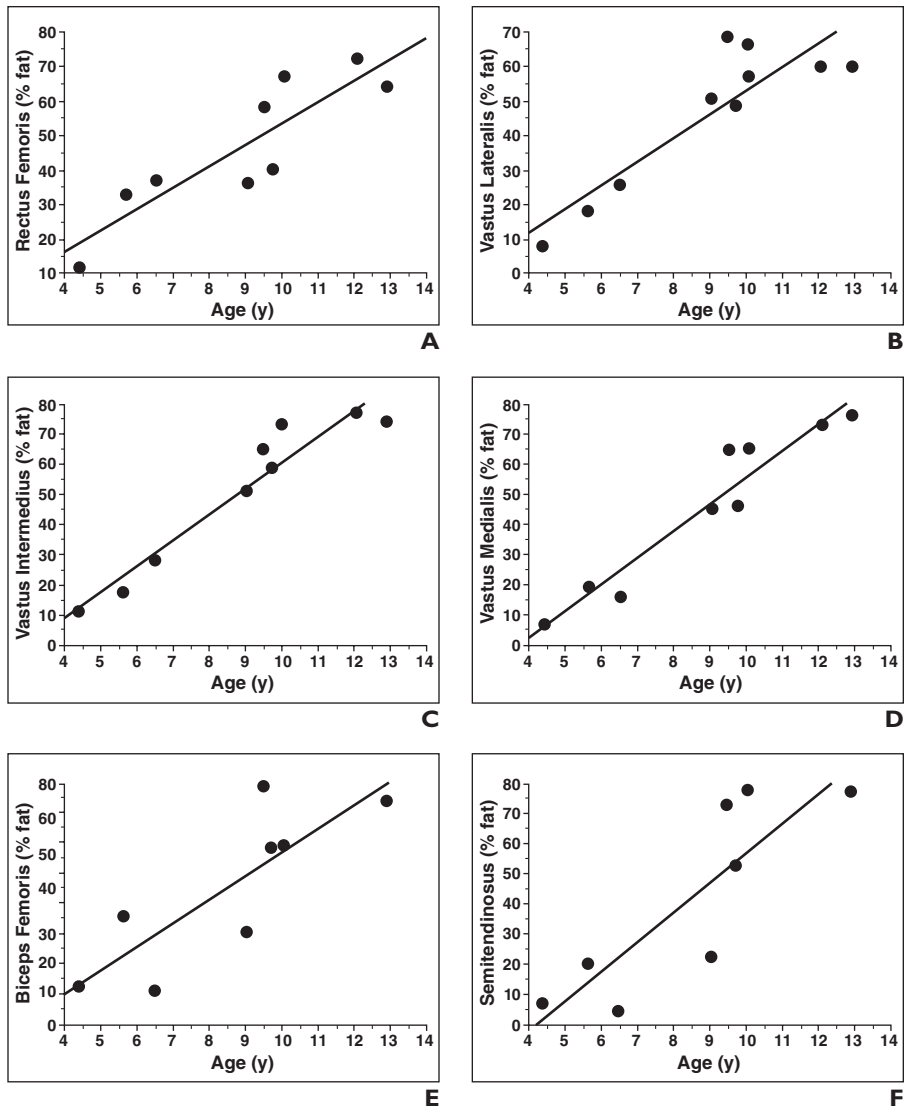 Rectus Femoris (% fat)
80
70
60
50
40
30
20
10
4 5 6 7 8 9 10 11 12 13 14
Age (y)
A
Vastus Lateralis (% fat)
70
60
50
40
30
20
10
0
4 5 6 7 8 9 10 11 12 13 14
Age (y)
B
Vastus Intermedius (% fat)
80
70
60
50
40
30
20
10
0
4 5 6 7 8 9 10 11 12 13 14
Age (y)
C
Vastus Medialis (% fat)
80
70
60
50
40
30
20
10
0
4 5 6 7 8 9 10 11 12 13 14
Age (y)
D
Biceps Femoris (% fat)
80
60
50
40
30
20
10
0
4 5 6 7 8 9 10 11 12 13 14
Age (y)
E
Semitendinosus (% fat)
80
70
60
50
40
30
20
10
0
4 5 6 7 8 9 10 11 12 13 14
Age (y)
F